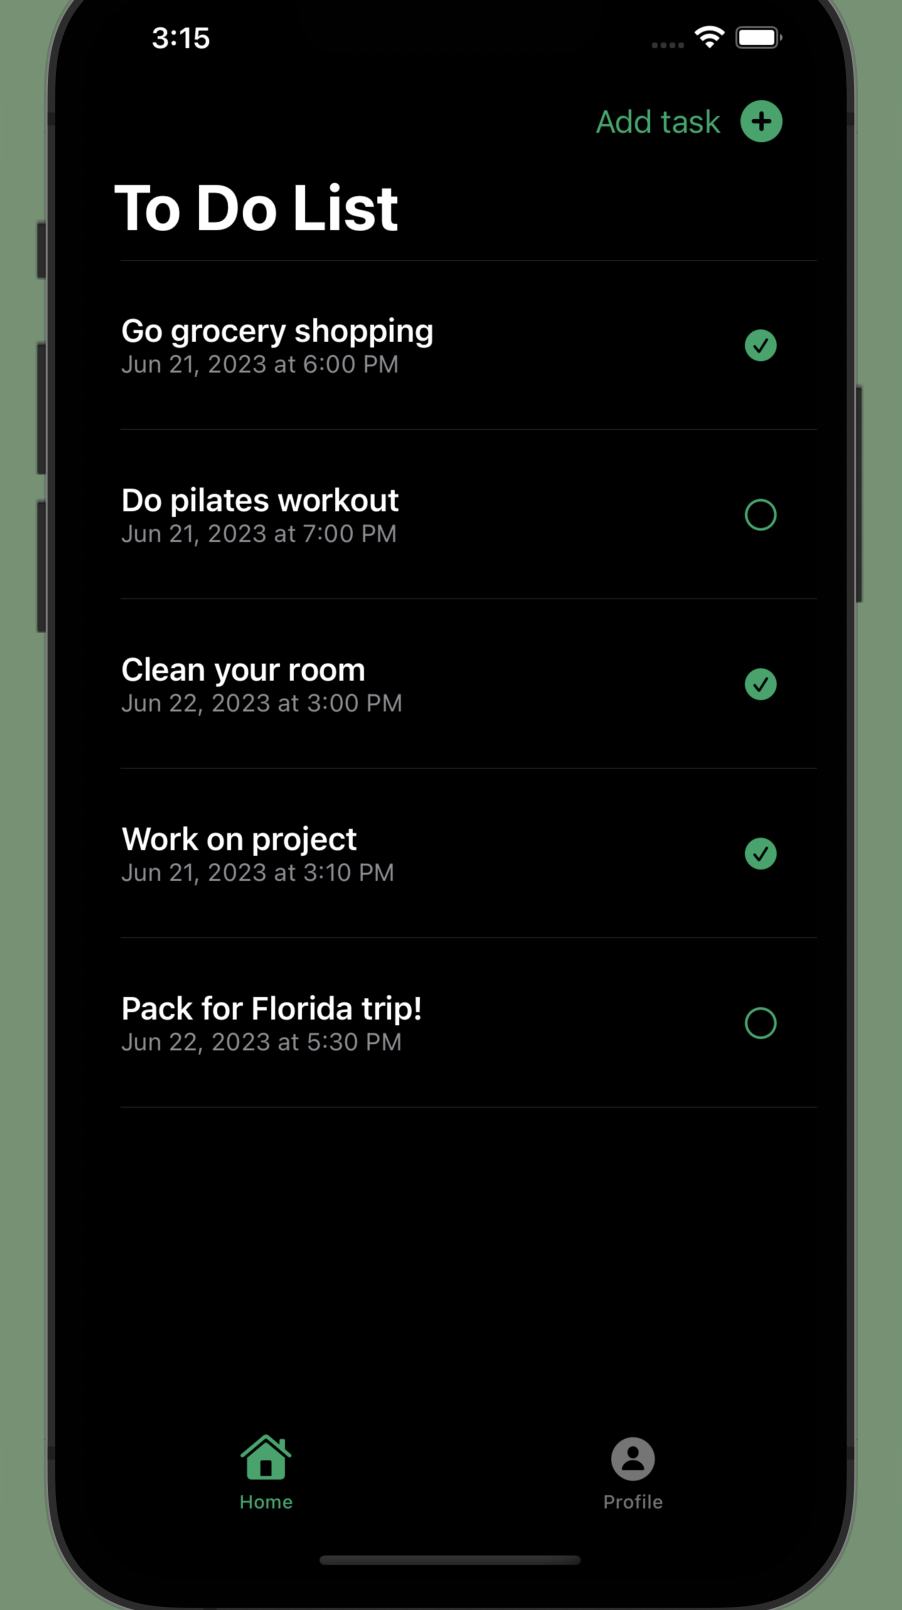 3:15
Add task
To Do List
Go grocery shopping
Jun 21, 2023 at 6:00 PM
Do pilates workout
Jun 21, 2023 at 7:00 PM
Clean your room
Jun 22, 2023 at 3:00 PM
Work on project
Jun 21, 2023 at 3:10 PM
Pack for Florida trip!
Jun 22, 2023 at 5:30 PM
Home
Profile